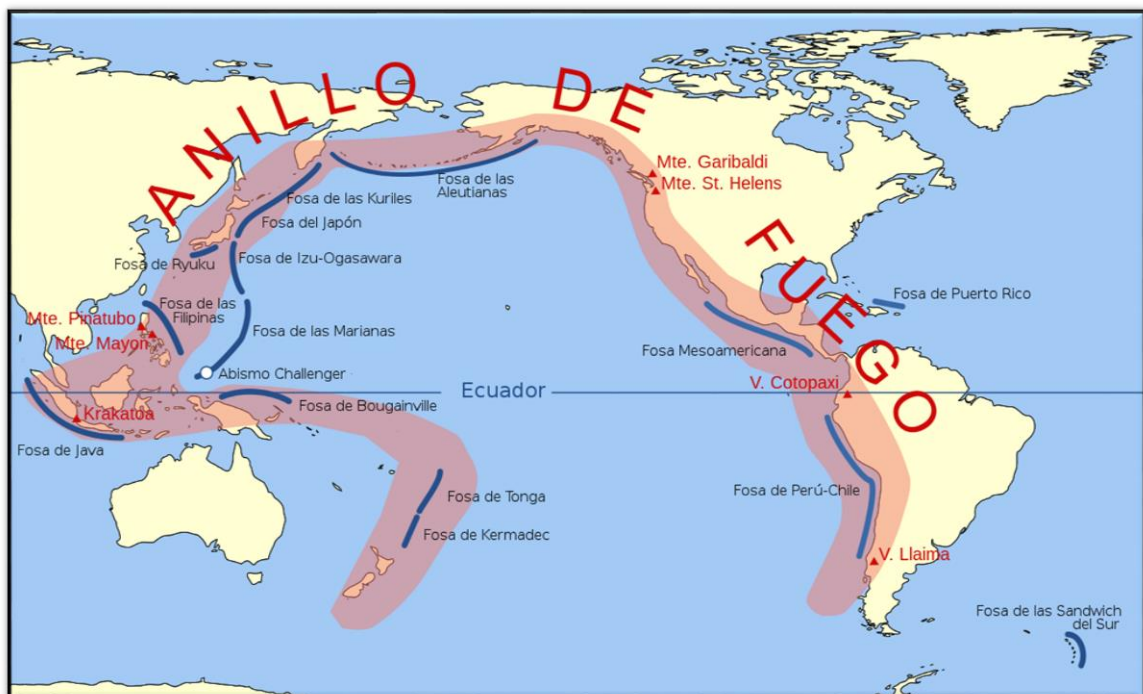 ANILLO DE FUEGO
Mte. Garibaldi
Mte. St. Helens
Fosa de las
Aleutianas
Fosa de las Kuriles
Fosa del Japón
Fosa de Izu-Ogasawara
Fosa de Ryuku
Fosa de las
Filipinas
Fosa de Puerto Rico
Mte. Pinatubo
Mte. Mayon
Fosa de las Marianas
Fosa Mesoamericana
Abismo Challenger
V. Cotopaxi
Ecuador
Fosa de Bougainville
Krakatoa
Fosa de Java
Fosa de Tonga
Fosa de Perú-Chile
Fosa de Kermadec
V. Llaima
Fosa de las Sandwich
del Sur